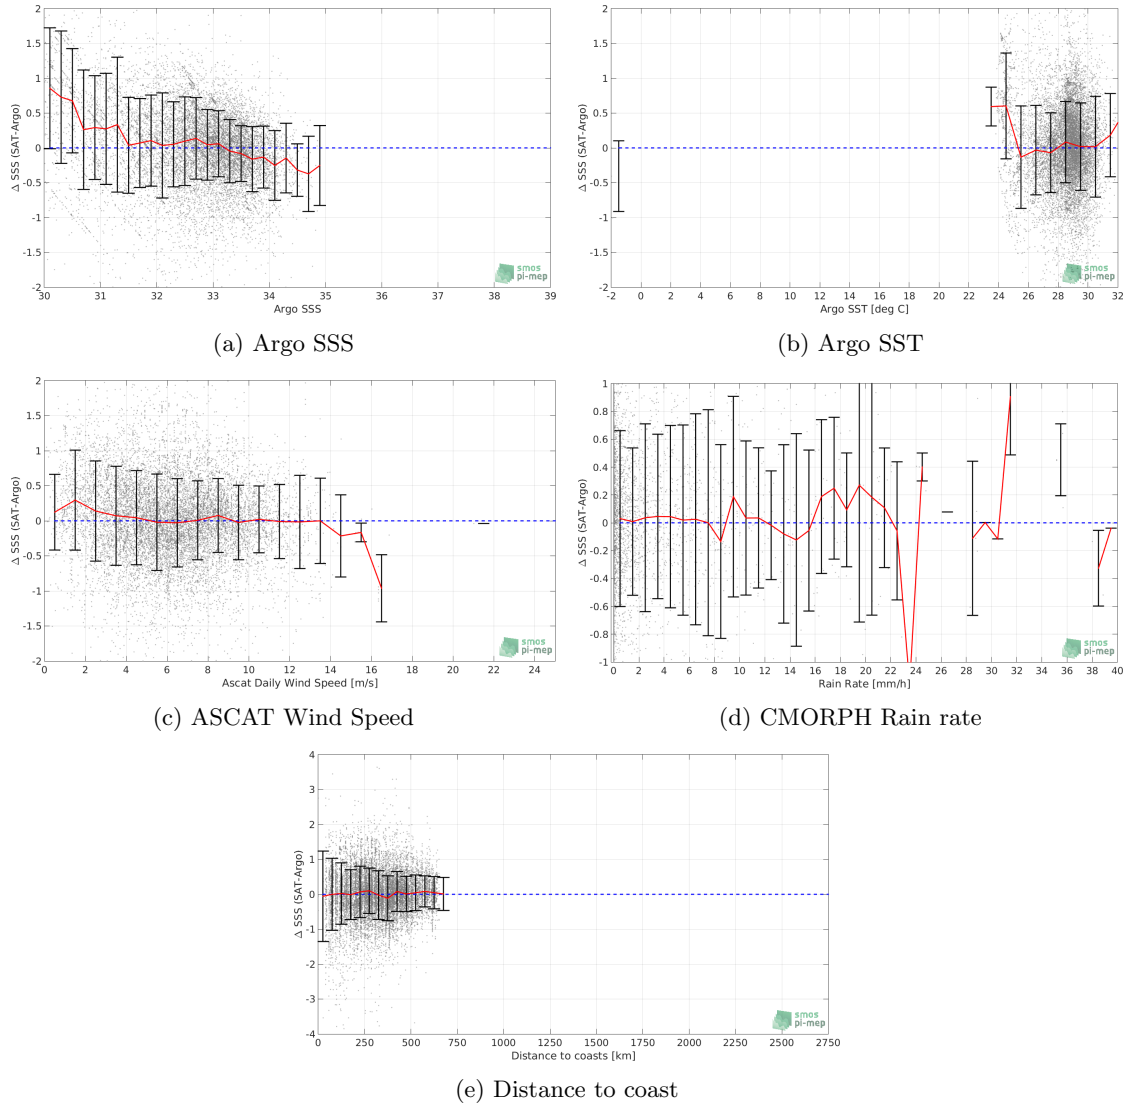 2
1.5
1
0.5
0
-0.5
-1
-1.5
-2
Δ SSS (SAT-Argo)
30 31 32 33 34 35 36 37 38 39
Argo SSS
smos
pi-mep
(a) Argo SSS
2
1.5
1
0.5
0
-0.5
-1
-1.5
-2
Δ SSS (SAT-Argo)
-2 0 2 4 6 8 10 12 14 16 18 20 22 24 26 28 30 32
Argo SST [deg C]
smos
pi-mep
(b) Argo SST
2
1.5
1
0.5
0
-0.5
-1
-1.5
-2
Δ SSS (SAT-Argo)
0 2 4 6 8 10 12 14 16 18 20 22 24
Ascat Daily Wind Speed [m/s]
smos
pi-mep
(c) ASCAT Wind Speed
1
0.8
0.6
0.4
0.2
0
-0.2
-0.4
-0.6
-0.8
-1
Δ SSS (SAT-Argo)
0 2 4 6 8 10 12 14 16 18 20 22 24 26 28 30 32 34 36 38 40
Rain Rate [mm/h]
smos
pi-mep
(d) CMORPH Rain rate
4
3
2
1
0
-1
-2
-3
-4
Δ SSS (SAT-Argo)
0 250 500 750 1000 1250 1500 1750 2000 2250 2500 2750
Distance to coasts [km]
smos
pi-mep
(e) Distance to coast